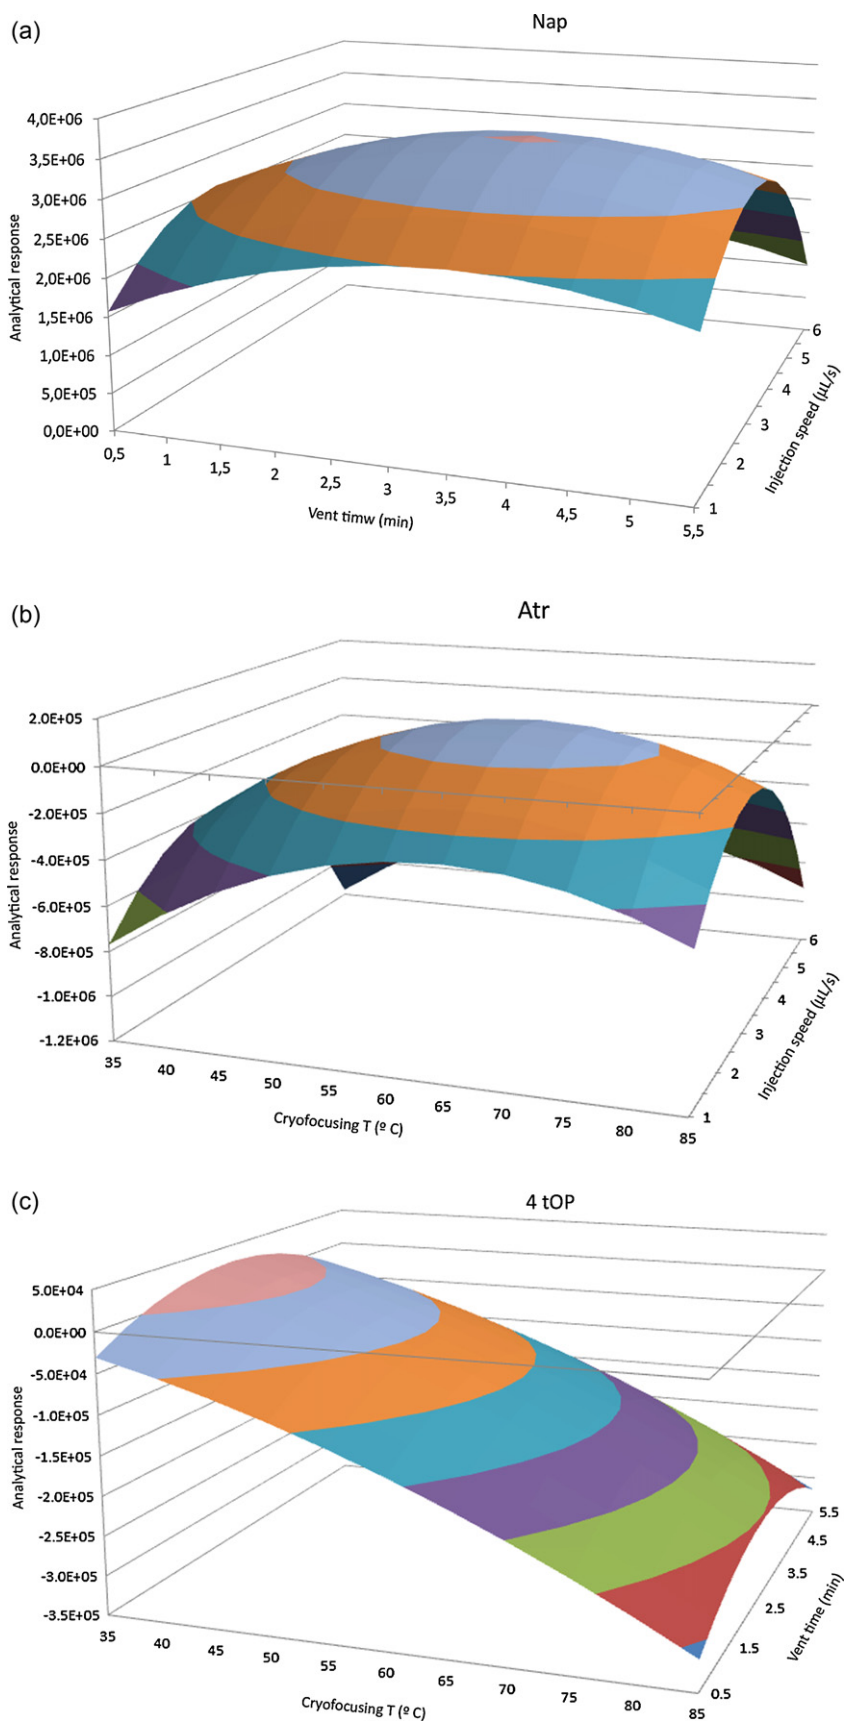 (a)
Nap
4,0E+06
3,5E+06
3,0E+06
2,5E+06
2,0E+06
1,5E+06
1,0E+06
5,0E+05
0,0E+00
Analytical response
0,5
1
1,5
2
2,5
3
3,5
4
4,5
5
5,5
Vent timw (min)
6
5
4
3
2
1
Injection speed (µL/s)
(b)
Atr
2.0E+05
0.0E+00
-2.0E+05
-4.0E+05
-6.0E+05
-8.0E+05
-1.0E+06
-1.2E+06
Analytical response
35
40
45
50
55
60
65
70
75
80
85
Cryofocusing T (º C)
6
5
4
3
2
1
Injection speed (µL/s)
(c)
4 tOP
5.0E+04
0.0E+00
-5.0E+04
-1.0E+05
-1.5E+05
-2.0E+05
-2.5E+05
-3.0E+05
-3.5E+05
Analytical response
35
40
45
50
55
60
65
70
75
80
85
Cryofocusing T (º C)
5.5
4.5
3.5
2.5
1.5
0.5
Vent time (min)